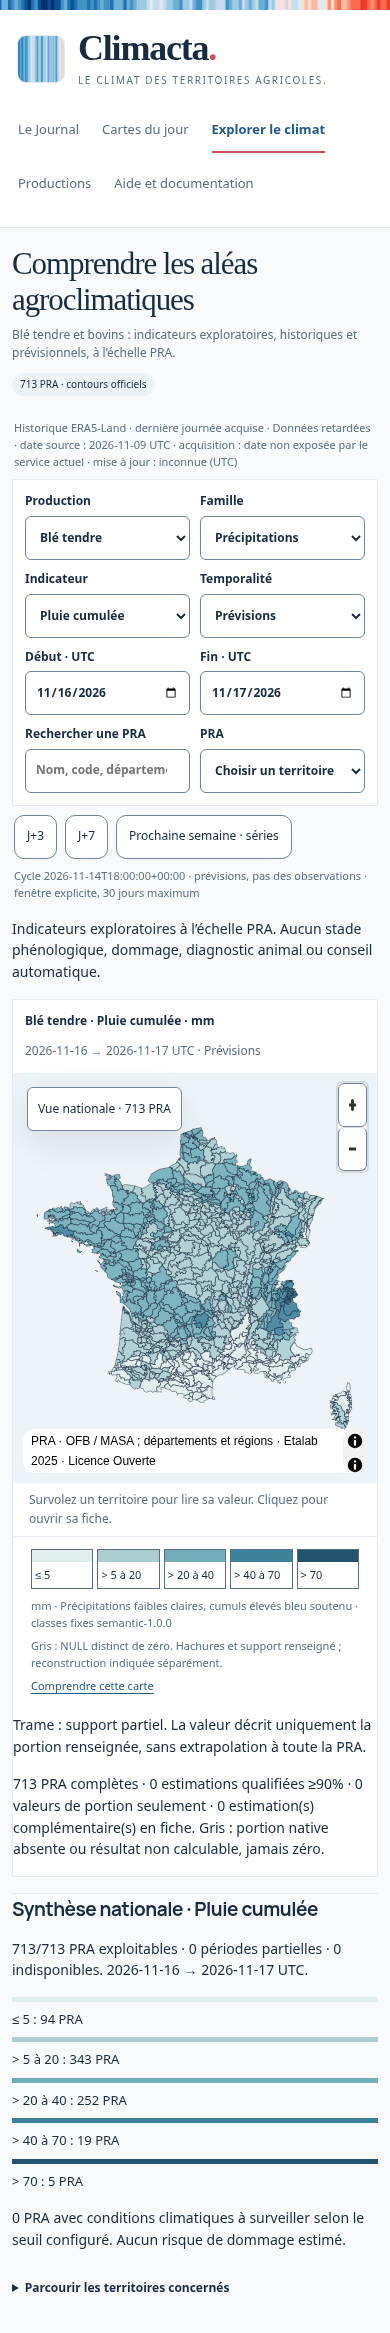 Climacta.
LE CLIMAT DES TERRITOIRES AGRICOLES.
Le Journal Cartes du jour Explorer le climat
Productions Aide et documentation
Comprendre les aléas
agroclimatiques
Blé tendre et bovins : indicateurs exploratoires, historiques et
prévisionnels, à l'échelle PRA.
713 PRA · contours officiels
Historique ERA5-Land · dernière journée acquise · Données retardées
· date source : 2026-11-09 UTC · acquisition : date non exposée par le
service actuel · mise à jour : inconnue (UTC)
Production Famille
Blé tendre Précipitations
Indicateur Temporalité
Pluie cumulée Prévisions
Début · UTC Fin · UTC
11/16/2026 11/17/2026
Rechercher une PRA PRA
Nom, code, départem Choisir un territoire
J+3 J+7 Prochaine semaine · séries
Cycle 2026-11-14T18:00:00+00:00 · prévisions, pas des observations ·
fenêtre explicite, 30 jours maximum
Indicateurs exploratoires à l'échelle PRA. Aucun stade
phénologique, dommage, diagnostic animal ou conseil
automatique.
Blé tendre · Pluie cumulée · mm
2026-11-16 → 2026-11-17 UTC · Prévisions
Vue nationale · 713 PRA
+
−
PRA · OFB / MASA ; départements et régions · Etalab
2025 · Licence Ouverte
Survolez un territoire pour lire sa valeur. Cliquez pour
ouvrir sa fiche.
≤ 5 > 5 à 20 > 20 à 40 > 40 à 70 > 70
mm · Précipitations faibles claires, cumuls élevés bleu soutenu ·
classes fixes semantic-1.0.0
Gris : NULL distinct de zéro. Hachures et support renseigné ;
reconstruction indiquée séparément.
Comprendre cette carte
Trame : support partiel. La valeur décrit uniquement la
portion renseignée, sans extrapolation à toute la PRA.
713 PRA complètes · 0 estimations qualifiées ≥90% · 0
valeurs de portion seulement · 0 estimation(s)
complémentaire(s) en fiche. Gris : portion native
absente ou résultat non calculable, jamais zéro.
Synthèse nationale · Pluie cumulée
713/713 PRA exploitables · 0 périodes partielles · 0
indisponibles. 2026-11-16 → 2026-11-17 UTC.
≤ 5 : 94 PRA
> 5 à 20 : 343 PRA
> 20 à 40 : 252 PRA
> 40 à 70 : 19 PRA
> 70 : 5 PRA
0 PRA avec conditions climatiques à surveiller selon le
seuil configuré. Aucun risque de dommage estimé.
Parcourir les territoires concernés